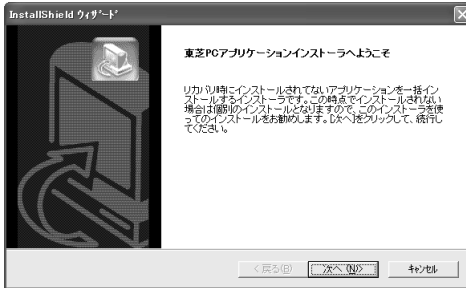 InstallShield ウィザード
東芝PCアプリケーションインストーラへようこそ
リカバリ時にインストールされてないアプリケーションを一括イン
ストールするインストーラです。この時点でインストールされない
場合は個別のインストールとなりますので、このインストーラを使
ってのインストールをお勧めします。[次へ]をクリックして、続行し
てください。
< 戻る(B) 次へ (N)> キャンセル